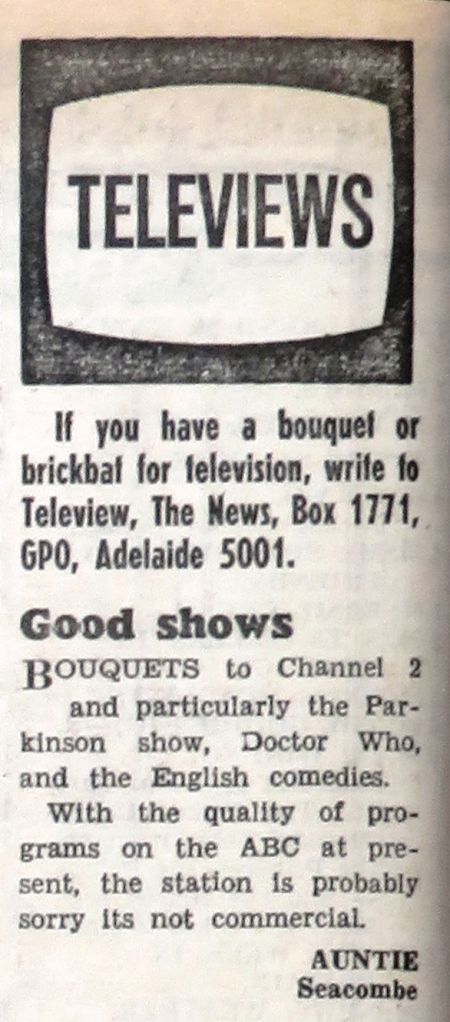 TELEVIEWS
If you have a bouquet or
brickbat for television, write to
Teleview, The News, Box 1771,
GPO, Adelaide 5001.
Good shows
BOUQUETS to Channel 2
and particularly the Par-
kinson show, Doctor Who,
and the English comedies.
With the quality of pro-
grams on the ABC at pre-
sent, the station is probably
sorry its not commercial.
AUNTIE
Seacombe